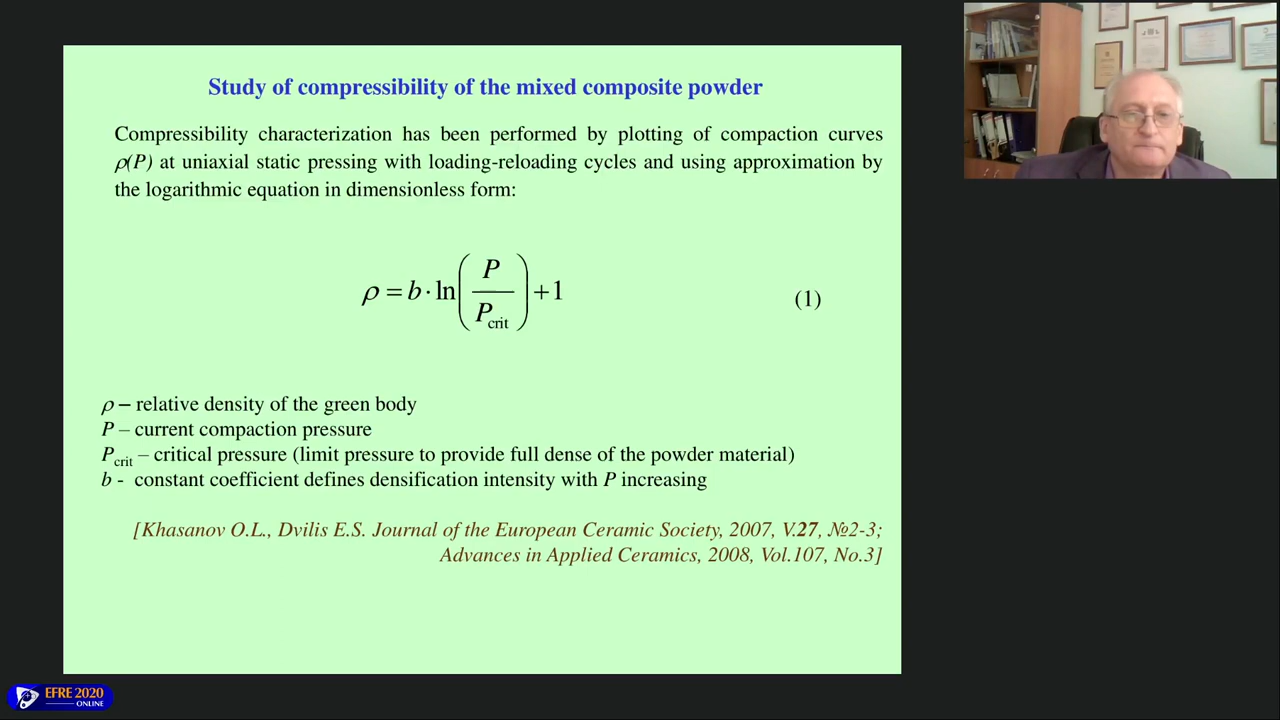 Study of compressibility of the mixed composite powder
Compressibility characterization has been performed by plotting of compaction curves
ρ(P) at uniaxial static pressing with loading-reloading cycles and using approximation by
the logarithmic equation in dimensionless form:
ρ = b · ln(P / Pcrit) + 1 (1)
ρ – relative density of the green body
P – current compaction pressure
Pcrit – critical pressure (limit pressure to provide full dense of the powder material)
b - constant coefficient defines densification intensity with P increasing
[Khasanov O.L., Dvilis E.S. Journal of the European Ceramic Society, 2007, V.27, №2-3;
Advances in Applied Ceramics, 2008, Vol.107, No.3]
EFRE 2020
ONLINE